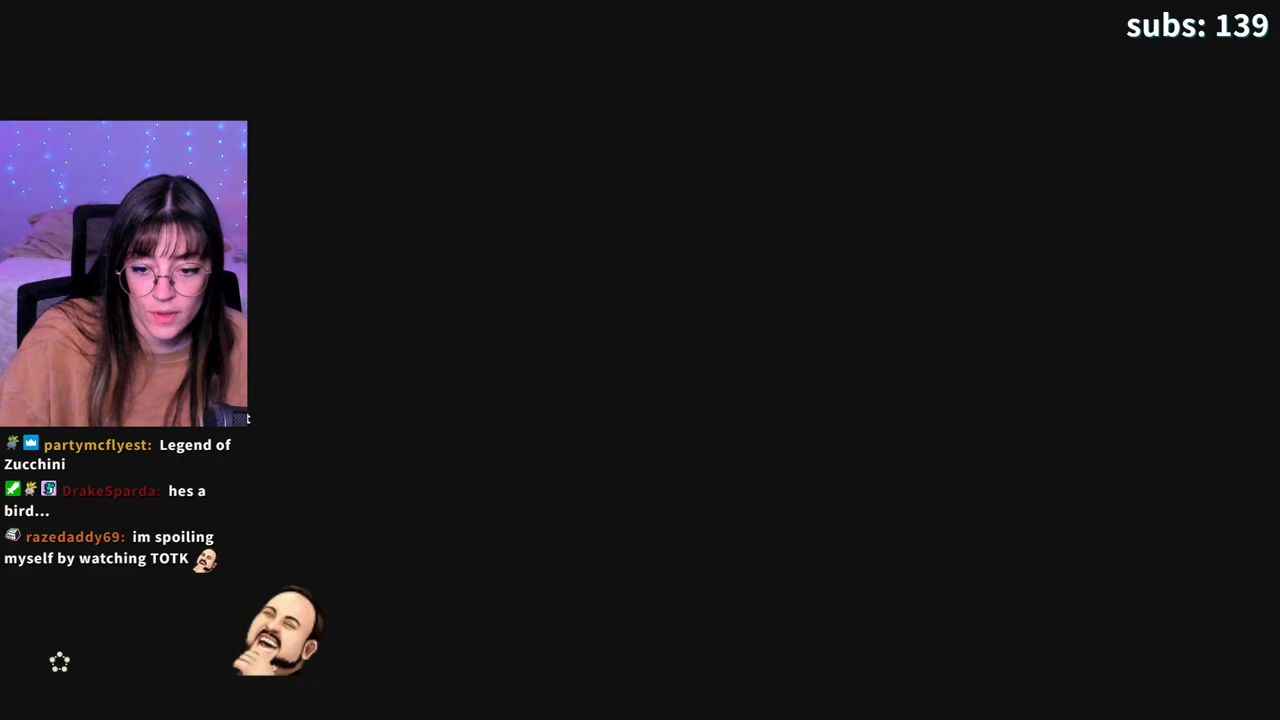 subs: 139
t
partymcflyest: Legend of
Zucchini
DrakeSparda: hes a
bird...
razedaddy69: im spoiling
myself by watching TOTK